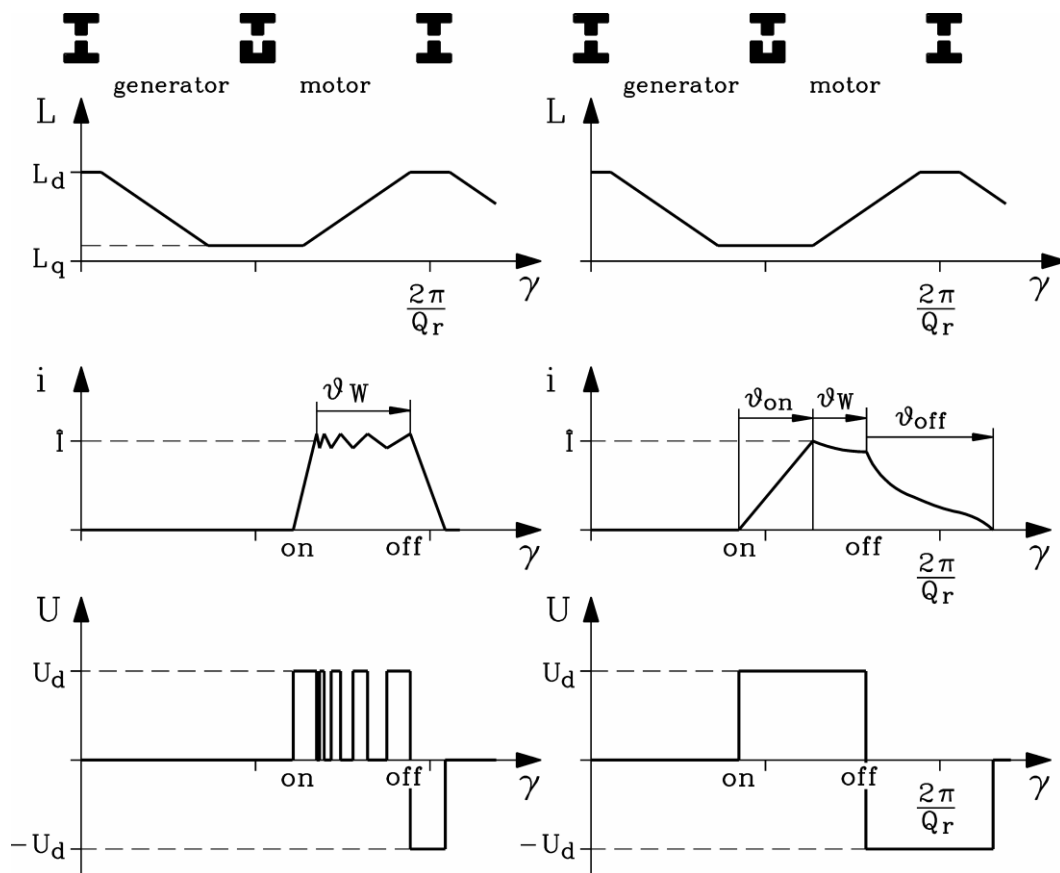 generator motor
L
L_d
L_q
γ
2π
Q_r
i
î
ϑ_W
on off
γ
U
U_d
on off
γ
-U_d
generator motor
L
γ
2π
Q_r
i
î
ϑ_on ϑ_W ϑ_off
on off
γ
2π
Q_r
U
U_d
on off
γ
2π
Q_r
-U_d